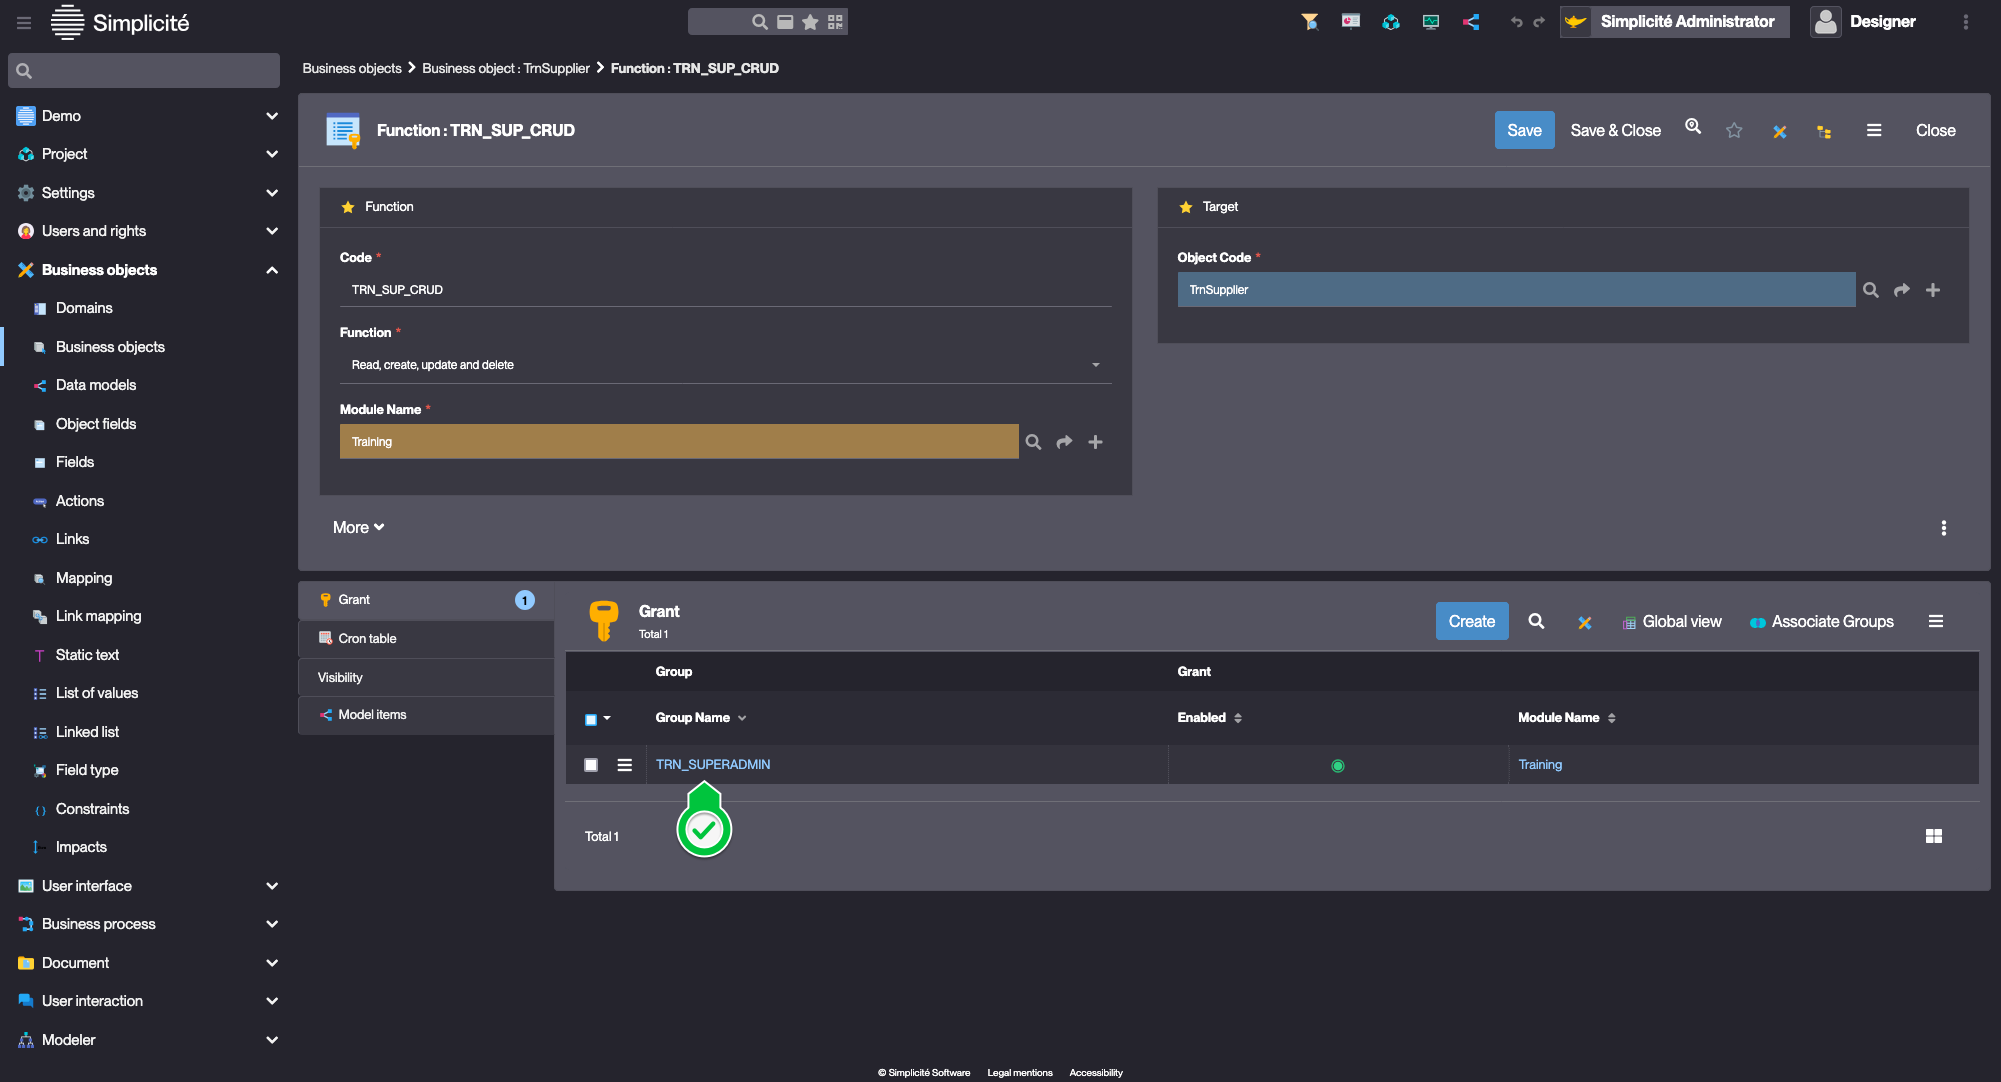 Simplicité
Simplicité Administrator
Designer
Business objects
Business object : TrnSupplier
Function : TRN_SUP_CRUD
Demo
Project
Settings
Users and rights
Business objects
Domains
Business objects
Data models
Object fields
Fields
Actions
Links
Mapping
Link mapping
Static text
List of values
Linked list
Field type
Constraints
Impacts
User interface
Business process
Document
User interaction
Modeler
Function : TRN_SUP_CRUD
Save
Save & Close
Close
Function
Code *
TRN_SUP_CRUD
Function *
Read, create, update and delete
Module Name *
Training
Target
Object Code *
TrnSupplier
More
Grant
1
Cron table
Visibility
Model items
Grant
Total 1
Create
Global view
Associate Groups
Group
Grant
Group Name
Enabled
Module Name
TRN_SUPERADMIN
Training
Total 1
© Simplicité Software
Legal mentions
Accessibility